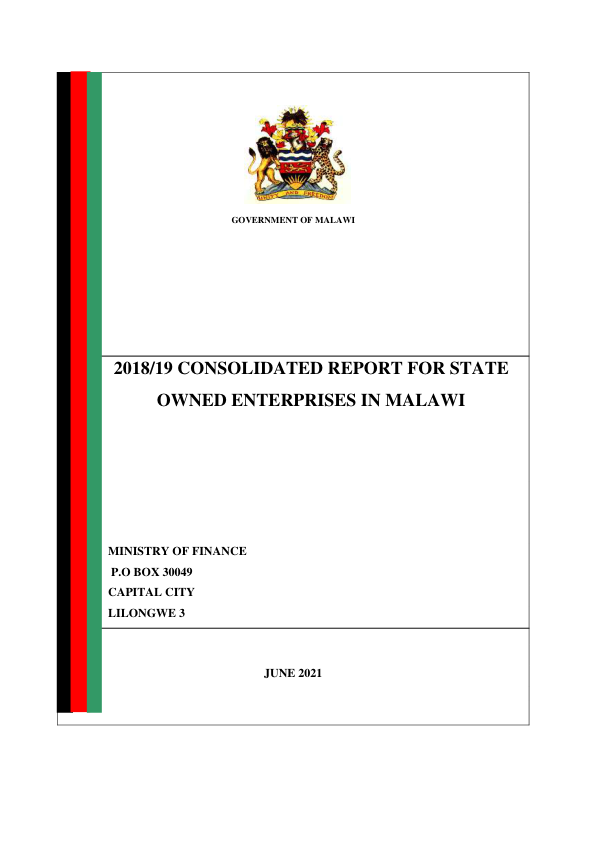 UNITY AND FREEDOM
GOVERNMENT OF MALAWI
2018/19 CONSOLIDATED REPORT FOR STATE
OWNED ENTERPRISES IN MALAWI
MINISTRY OF FINANCE
P.O BOX 30049
CAPITAL CITY
LILONGWE 3
JUNE 2021